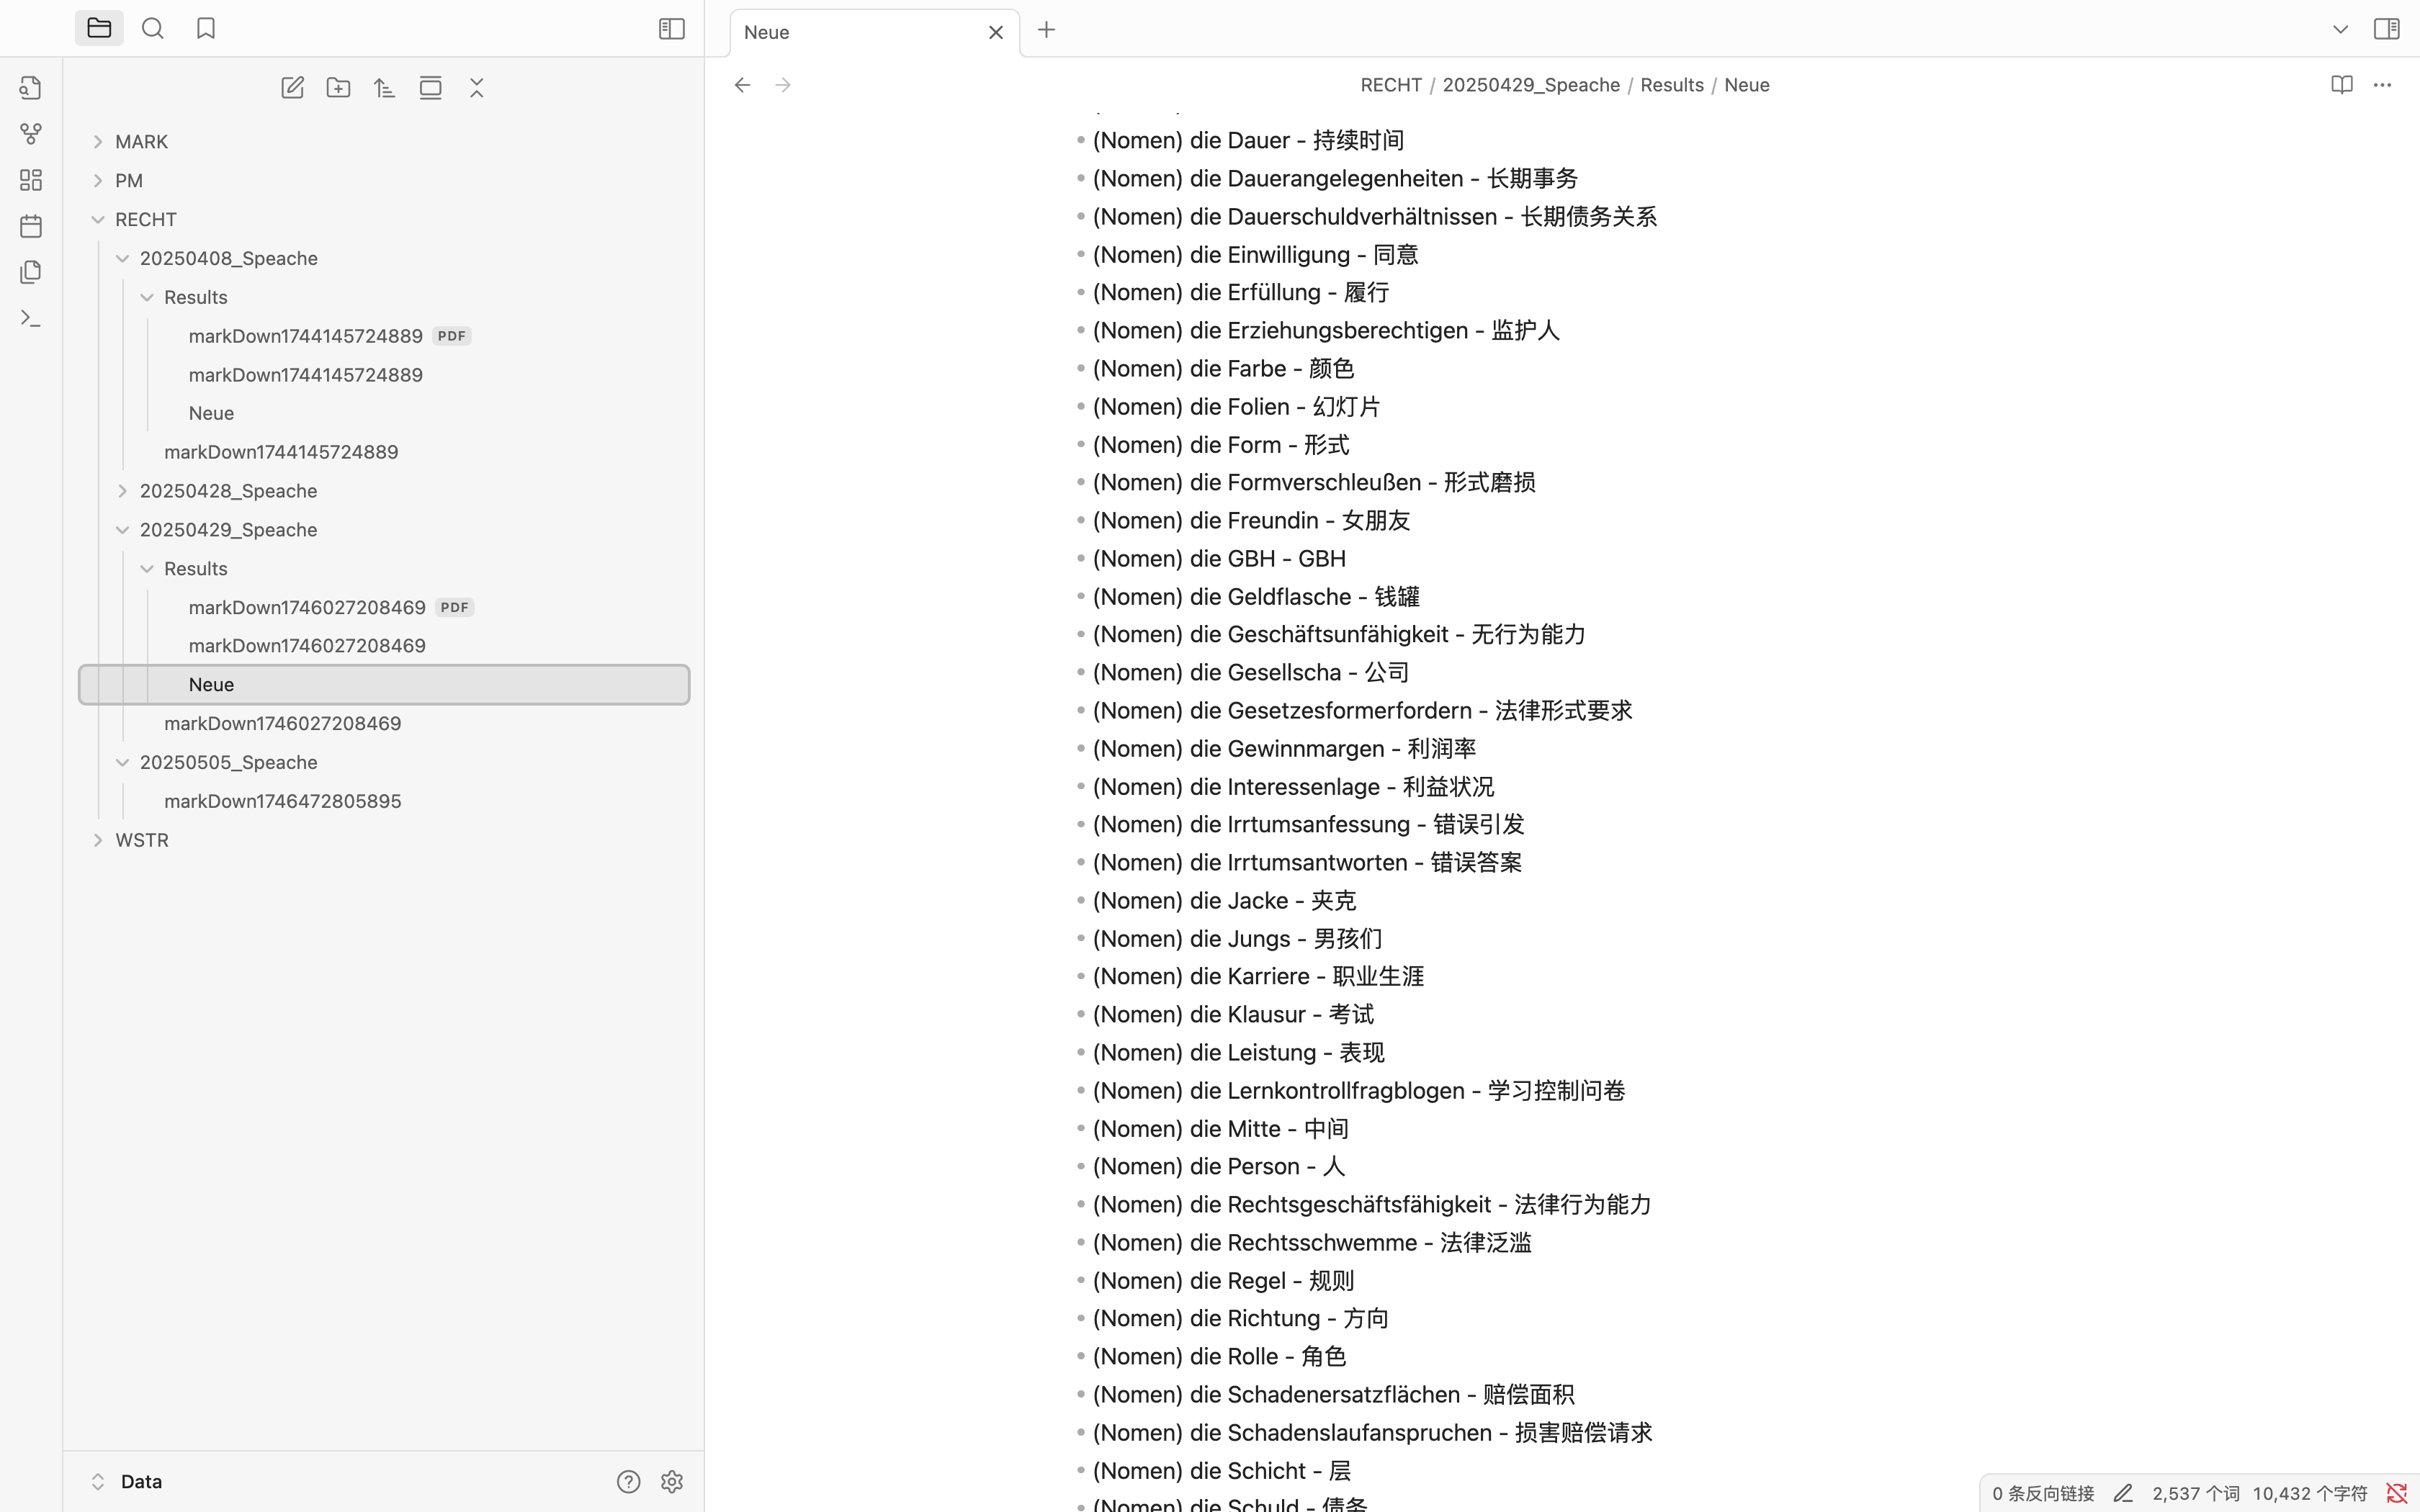 Neue
RECHT / 20250429_Speache / Results / Neue
MARK
PM
RECHT
20250408_Speache
Results
markDown1744145724889 PDF
markDown1744145724889
Neue
markDown1744145724889
20250428_Speache
20250429_Speache
Results
markDown1746027208469 PDF
markDown1746027208469
Neue
markDown1746027208469
20250505_Speache
markDown1746472805895
WSTR
Data
(Nomen) die Dauer - 持续时间
(Nomen) die Dauerangelegenheiten - 长期事务
(Nomen) die Dauerschuldverhältnissen - 长期债务关系
(Nomen) die Einwilligung - 同意
(Nomen) die Erfüllung - 履行
(Nomen) die Erziehungsberechtigen - 监护人
(Nomen) die Farbe - 颜色
(Nomen) die Folien - 幻灯片
(Nomen) die Form - 形式
(Nomen) die Formverschleußen - 形式磨损
(Nomen) die Freundin - 女朋友
(Nomen) die GBH - GBH
(Nomen) die Geldflasche - 钱罐
(Nomen) die Geschäftsunfähigkeit - 无行为能力
(Nomen) die Gesellscha - 公司
(Nomen) die Gesetzesformerfordern - 法律形式要求
(Nomen) die Gewinnmargen - 利润率
(Nomen) die Interessenlage - 利益状况
(Nomen) die Irrtumsanfessung - 错误引发
(Nomen) die Irrtumsantworten - 错误答案
(Nomen) die Jacke - 夹克
(Nomen) die Jungs - 男孩们
(Nomen) die Karriere - 职业生涯
(Nomen) die Klausur - 考试
(Nomen) die Leistung - 表现
(Nomen) die Lernkontrollfragblogen - 学习控制问卷
(Nomen) die Mitte - 中间
(Nomen) die Person - 人
(Nomen) die Rechtsgeschäftsfähigkeit - 法律行为能力
(Nomen) die Rechtsschwemme - 法律泛滥
(Nomen) die Regel - 规则
(Nomen) die Richtung - 方向
(Nomen) die Rolle - 角色
(Nomen) die Schadenersatzflächen - 赔偿面积
(Nomen) die Schadenslaufanspruchen - 损害赔偿请求
(Nomen) die Schicht - 层
(Nomen) die Schuld - 债务
0 条反向链接 2,537 个词 10,432 个字符